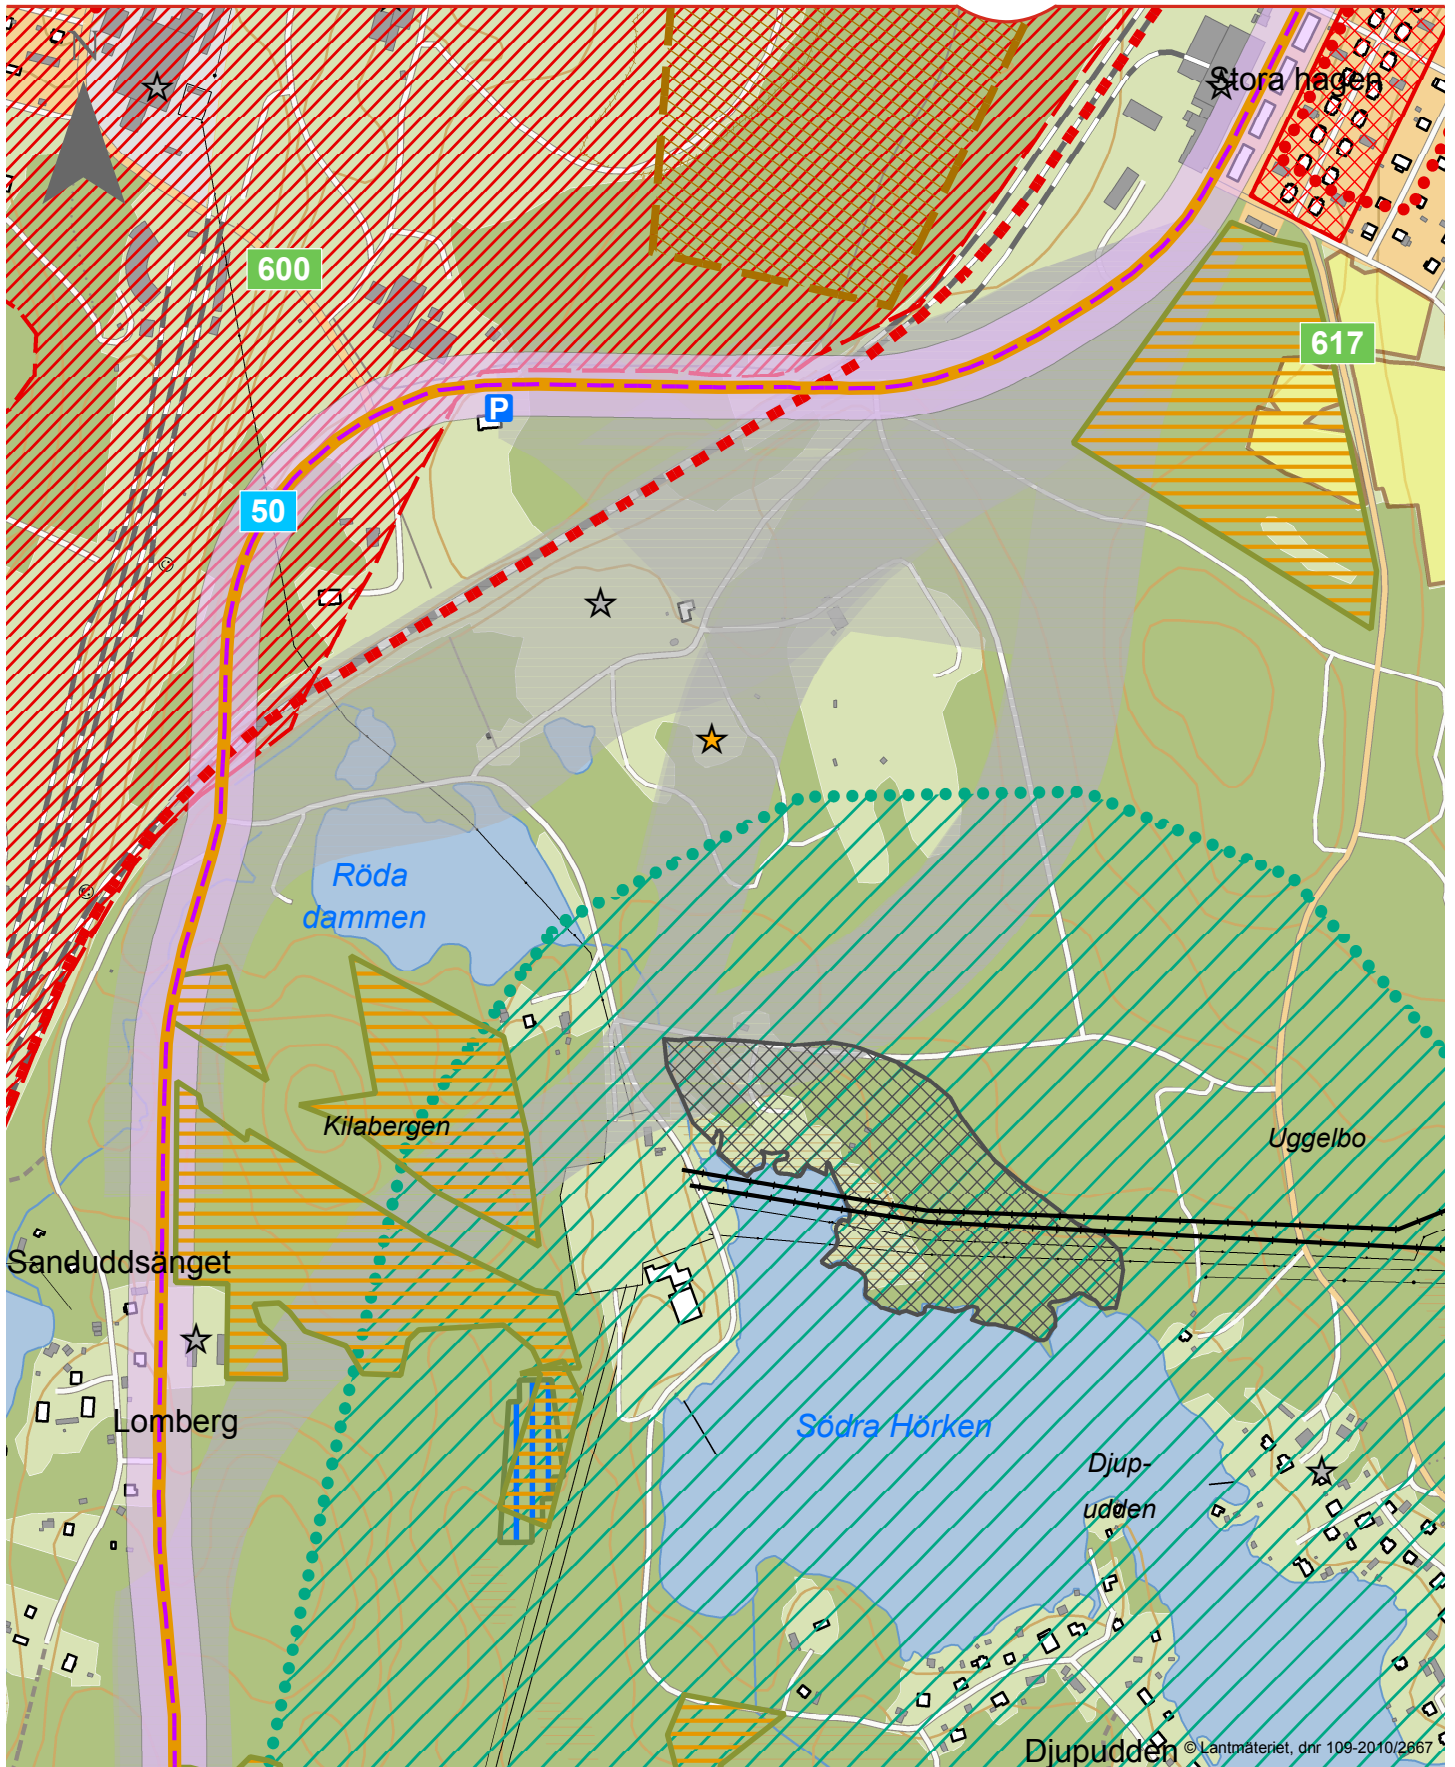 N
Stora hagen
600
617
P
50
Röda
dammen
Kilabergen
Uggelbo
Sanduddsänget
Lomberg
Södra Hörken
Djup-
udden
Djupudden
© Lantmäteriet, dnr 109-2010/2667